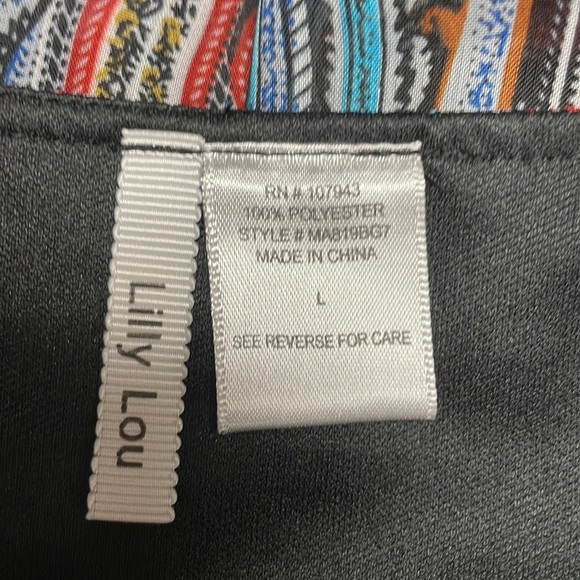 Lilly Lou
RN # 107943
100% POLYESTER
STYLE # MA819BG7
MADE IN CHINA
L
SEE REVERSE FOR CARE